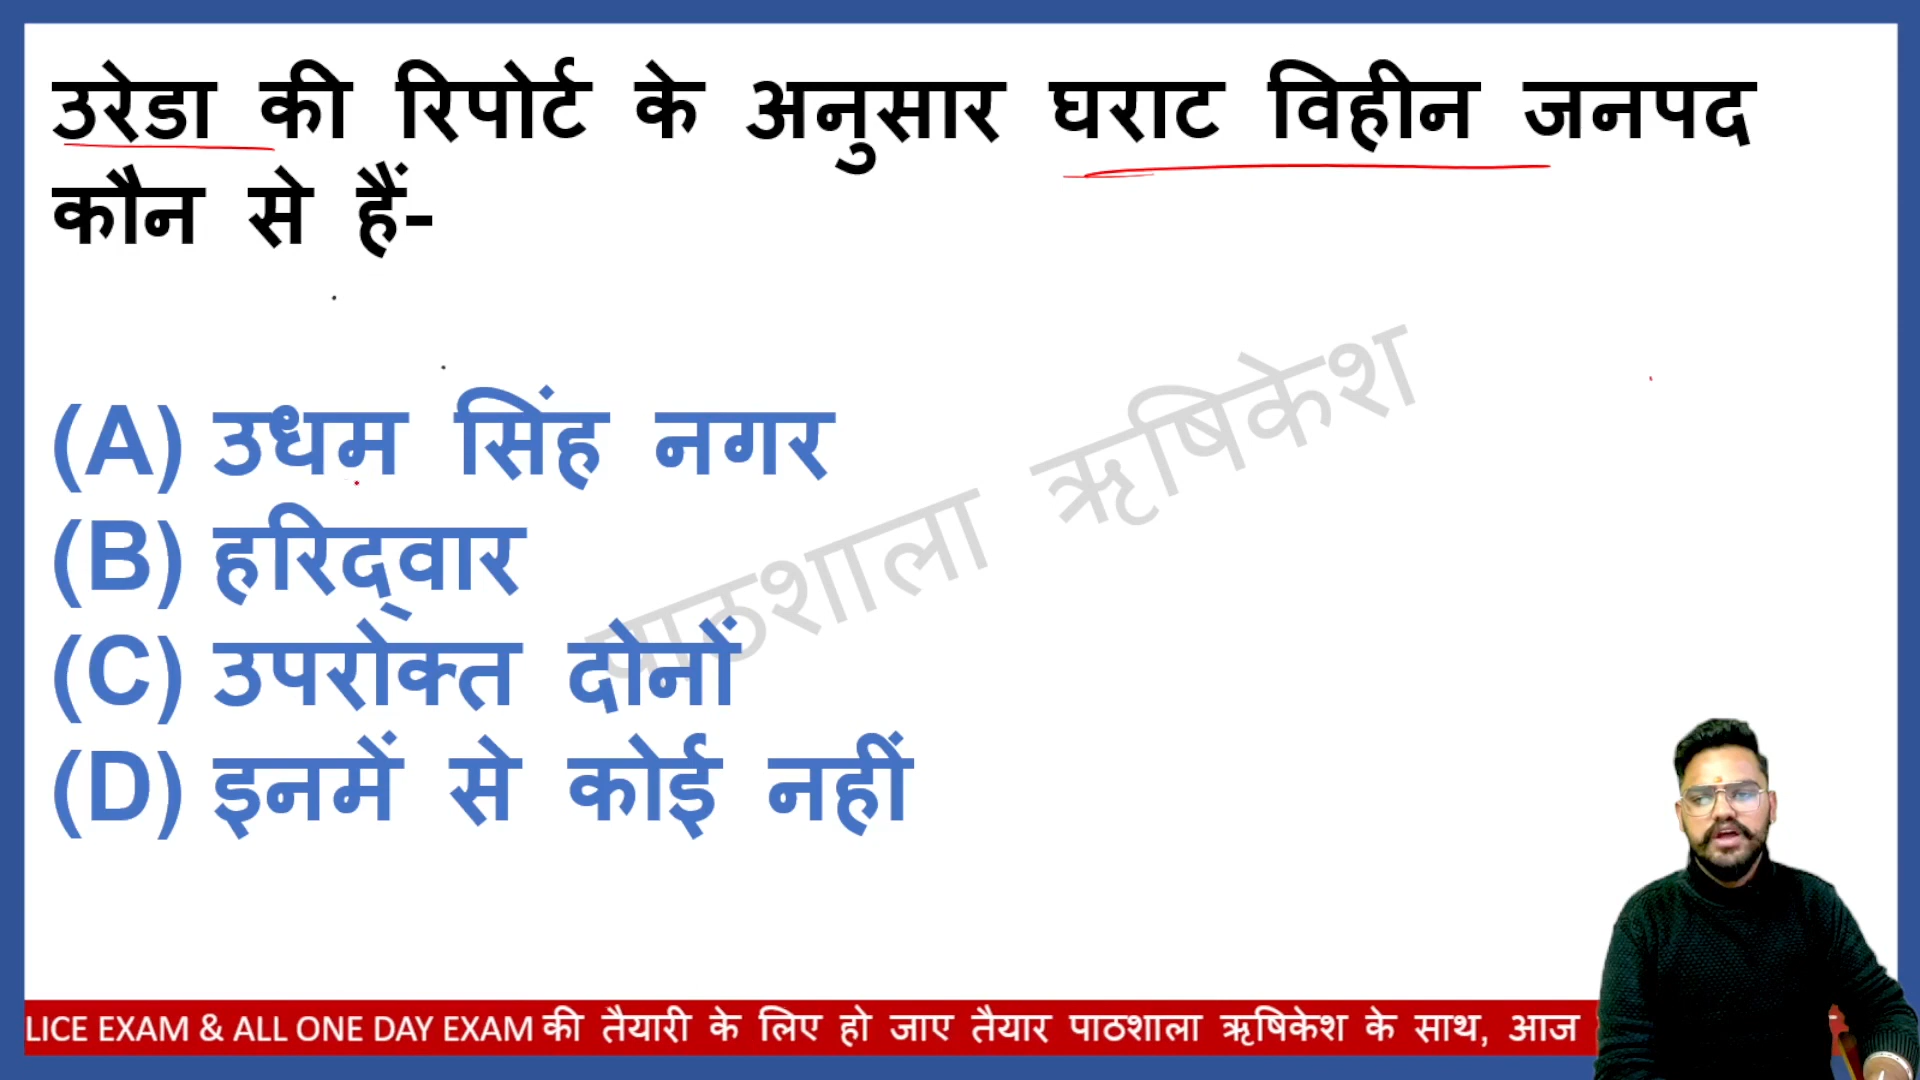 उरेडा की रिपोर्ट के अनुसार घराट विहीन जनपद
कौन से हैं-
(A) उधम सिंह नगर
(B) हरिद्‌वार
(C) उपरोक्त दोनों
(D) इनमें से कोई नहीं
पाठशाला ऋषिकेश
LICE EXAM & ALL ONE DAY EXAM की तैयारी के लिए हो जाए तैयार पाठशाला ऋषिकेश के साथ, आज